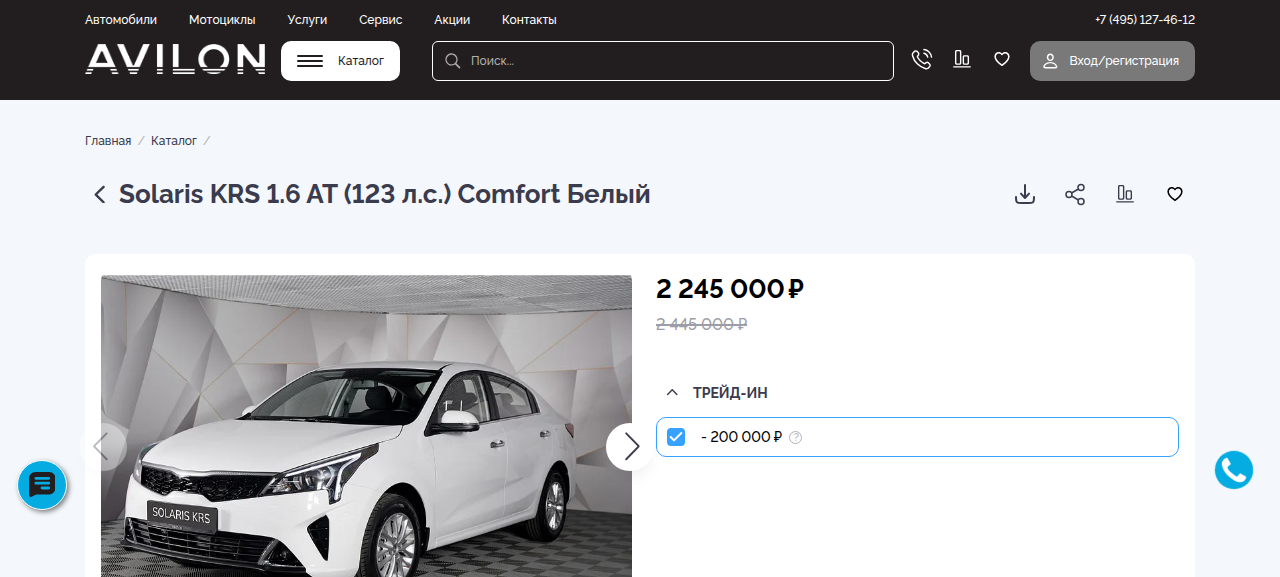 Автомобили Мотоциклы Услуги Сервис Акции Контакты +7 (495) 127-46-12
AVILON Каталог Поиск... Вход/регистрация
Главная / Каталог /
Solaris KRS 1.6 AT (123 л.с.) Comfort Белый
2 245 000 ₽
2 445 000 ₽
ТРЕЙД-ИН
- 200 000 ₽ ?
SOLARIS KRS